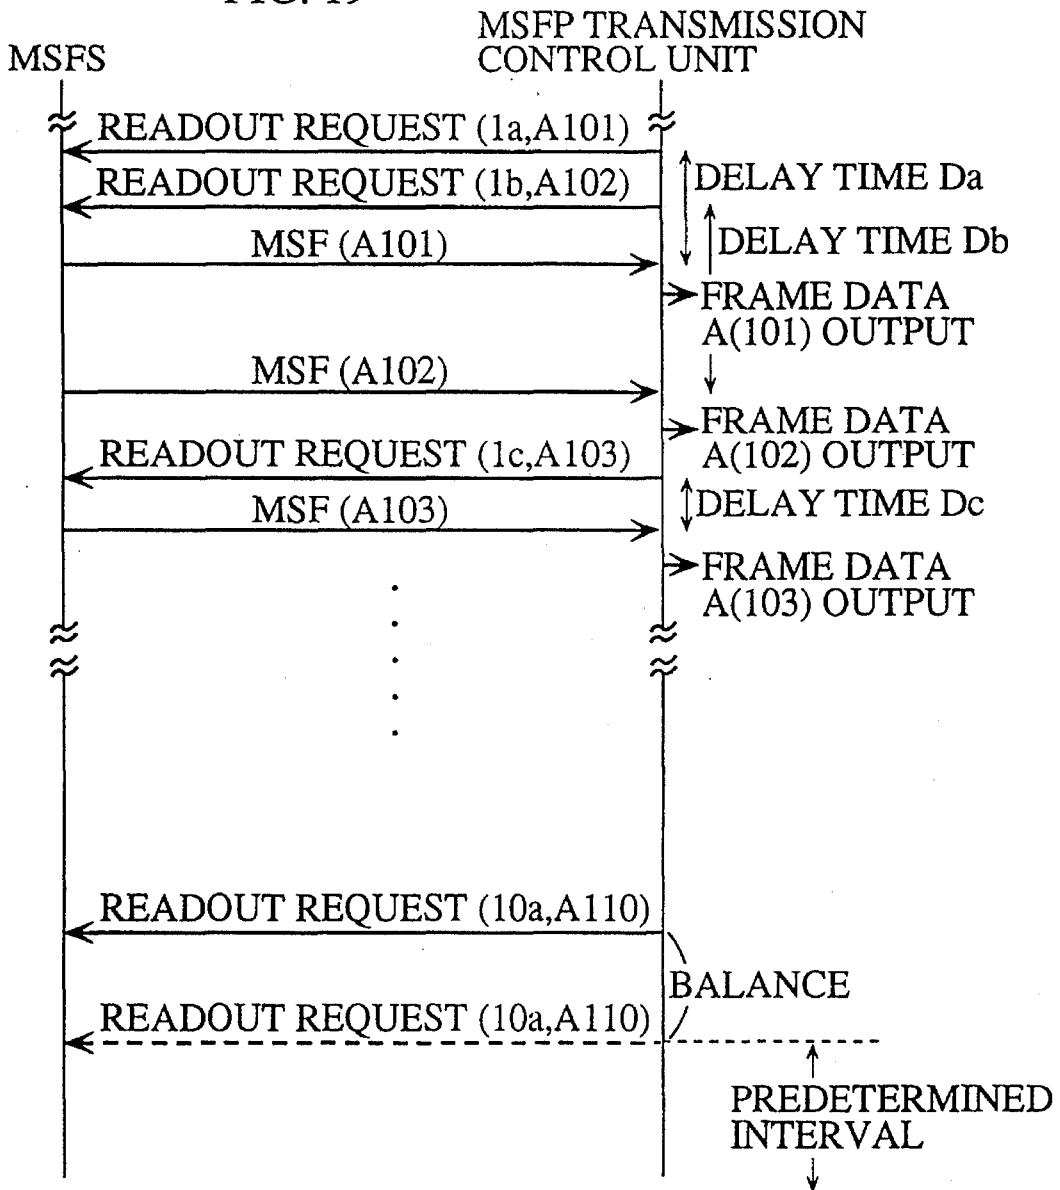 FIG. 19
MSFS
MSFP TRANSMISSION
CONTROL UNIT
READOUT REQUEST (1a,A101)
READOUT REQUEST (1b,A102)
DELAY TIME Da
MSF (A101)
DELAY TIME Db
FRAME DATA
A(101) OUTPUT
MSF (A102)
FRAME DATA
A(102) OUTPUT
READOUT REQUEST (1c,A103)
DELAY TIME Dc
MSF (A103)
FRAME DATA
A(103) OUTPUT
READOUT REQUEST (10a,A110)
BALANCE
READOUT REQUEST (10a,A110)
PREDETERMINED
INTERVAL